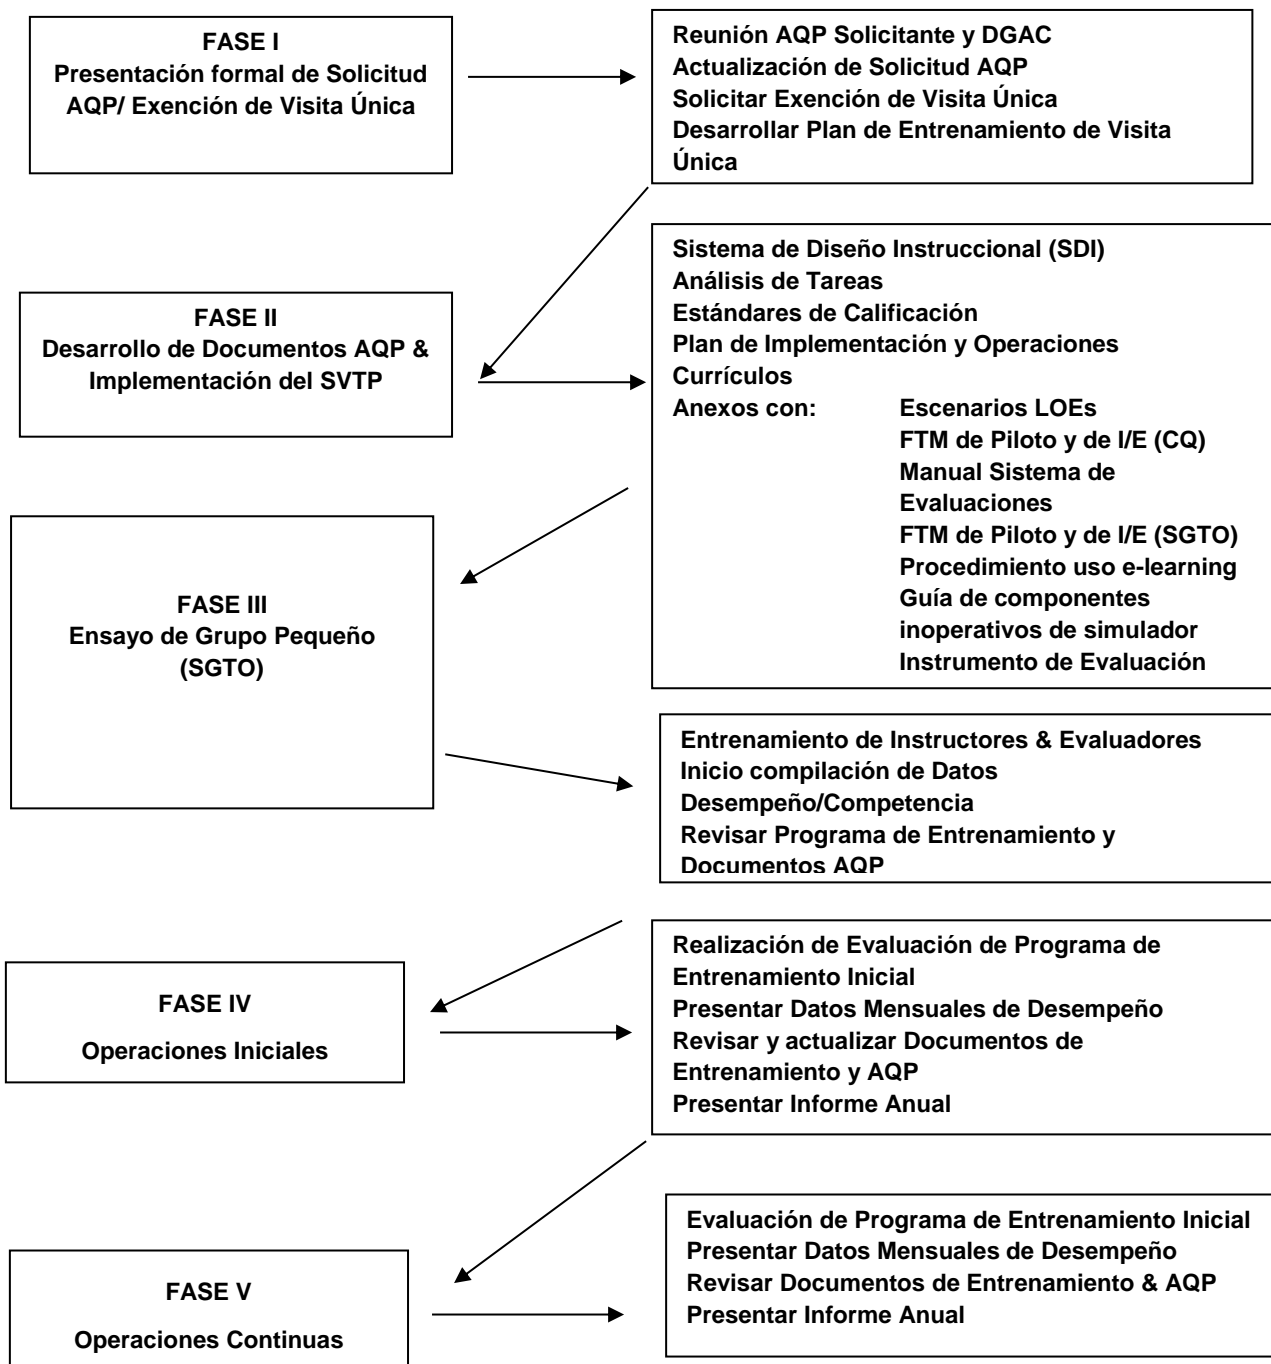 FASE I
Presentación formal de Solicitud
AQP/ Exención de Visita Única
Reunión AQP Solicitante y DGAC
Actualización de Solicitud AQP
Solicitar Exención de Visita Única
Desarrollar Plan de Entrenamiento de Visita
Única
FASE II
Desarrollo de Documentos AQP &
Implementación del SVTP
Sistema de Diseño Instruccional (SDI)
Análisis de Tareas
Estándares de Calificación
Plan de Implementación y Operaciones
Currículos
Anexos con: Escenarios LOEs
FTM de Piloto y de I/E (CQ)
Manual Sistema de
Evaluaciones
FTM de Piloto y de I/E (SGTO)
Procedimiento uso e-learning
Guía de componentes
inoperativos de simulador
Instrumento de Evaluación
FASE III
Ensayo de Grupo Pequeño
(SGTO)
Entrenamiento de Instructores & Evaluadores
Inicio compilación de Datos
Desempeño/Competencia
Revisar Programa de Entrenamiento y
Documentos AQP
FASE IV
Operaciones Iniciales
Realización de Evaluación de Programa de
Entrenamiento Inicial
Presentar Datos Mensuales de Desempeño
Revisar y actualizar Documentos de
Entrenamiento y AQP
Presentar Informe Anual
FASE V
Operaciones Continuas
Evaluación de Programa de Entrenamiento Inicial
Presentar Datos Mensuales de Desempeño
Revisar Documentos de Entrenamiento & AQP
Presentar Informe Anual